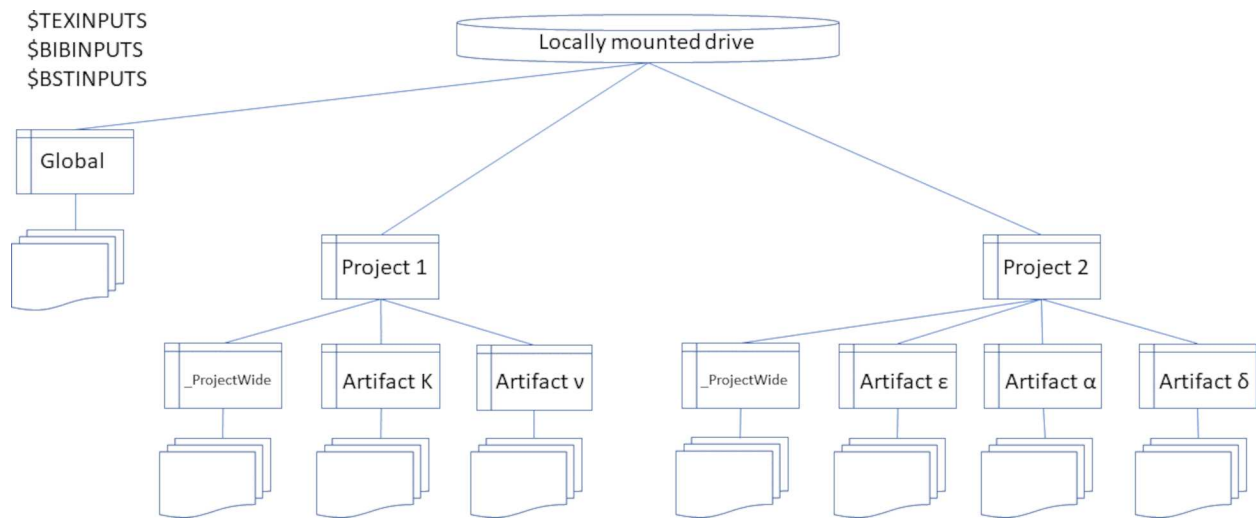 $TEXINPUTS
$BIBINPUTS
$BSTINPUTS
Locally mounted drive
Global
Project 1
Project 2
_ProjectWide
Artifact Κ
Artifact ν
_ProjectWide
Artifact ε
Artifact α
Artifact δ